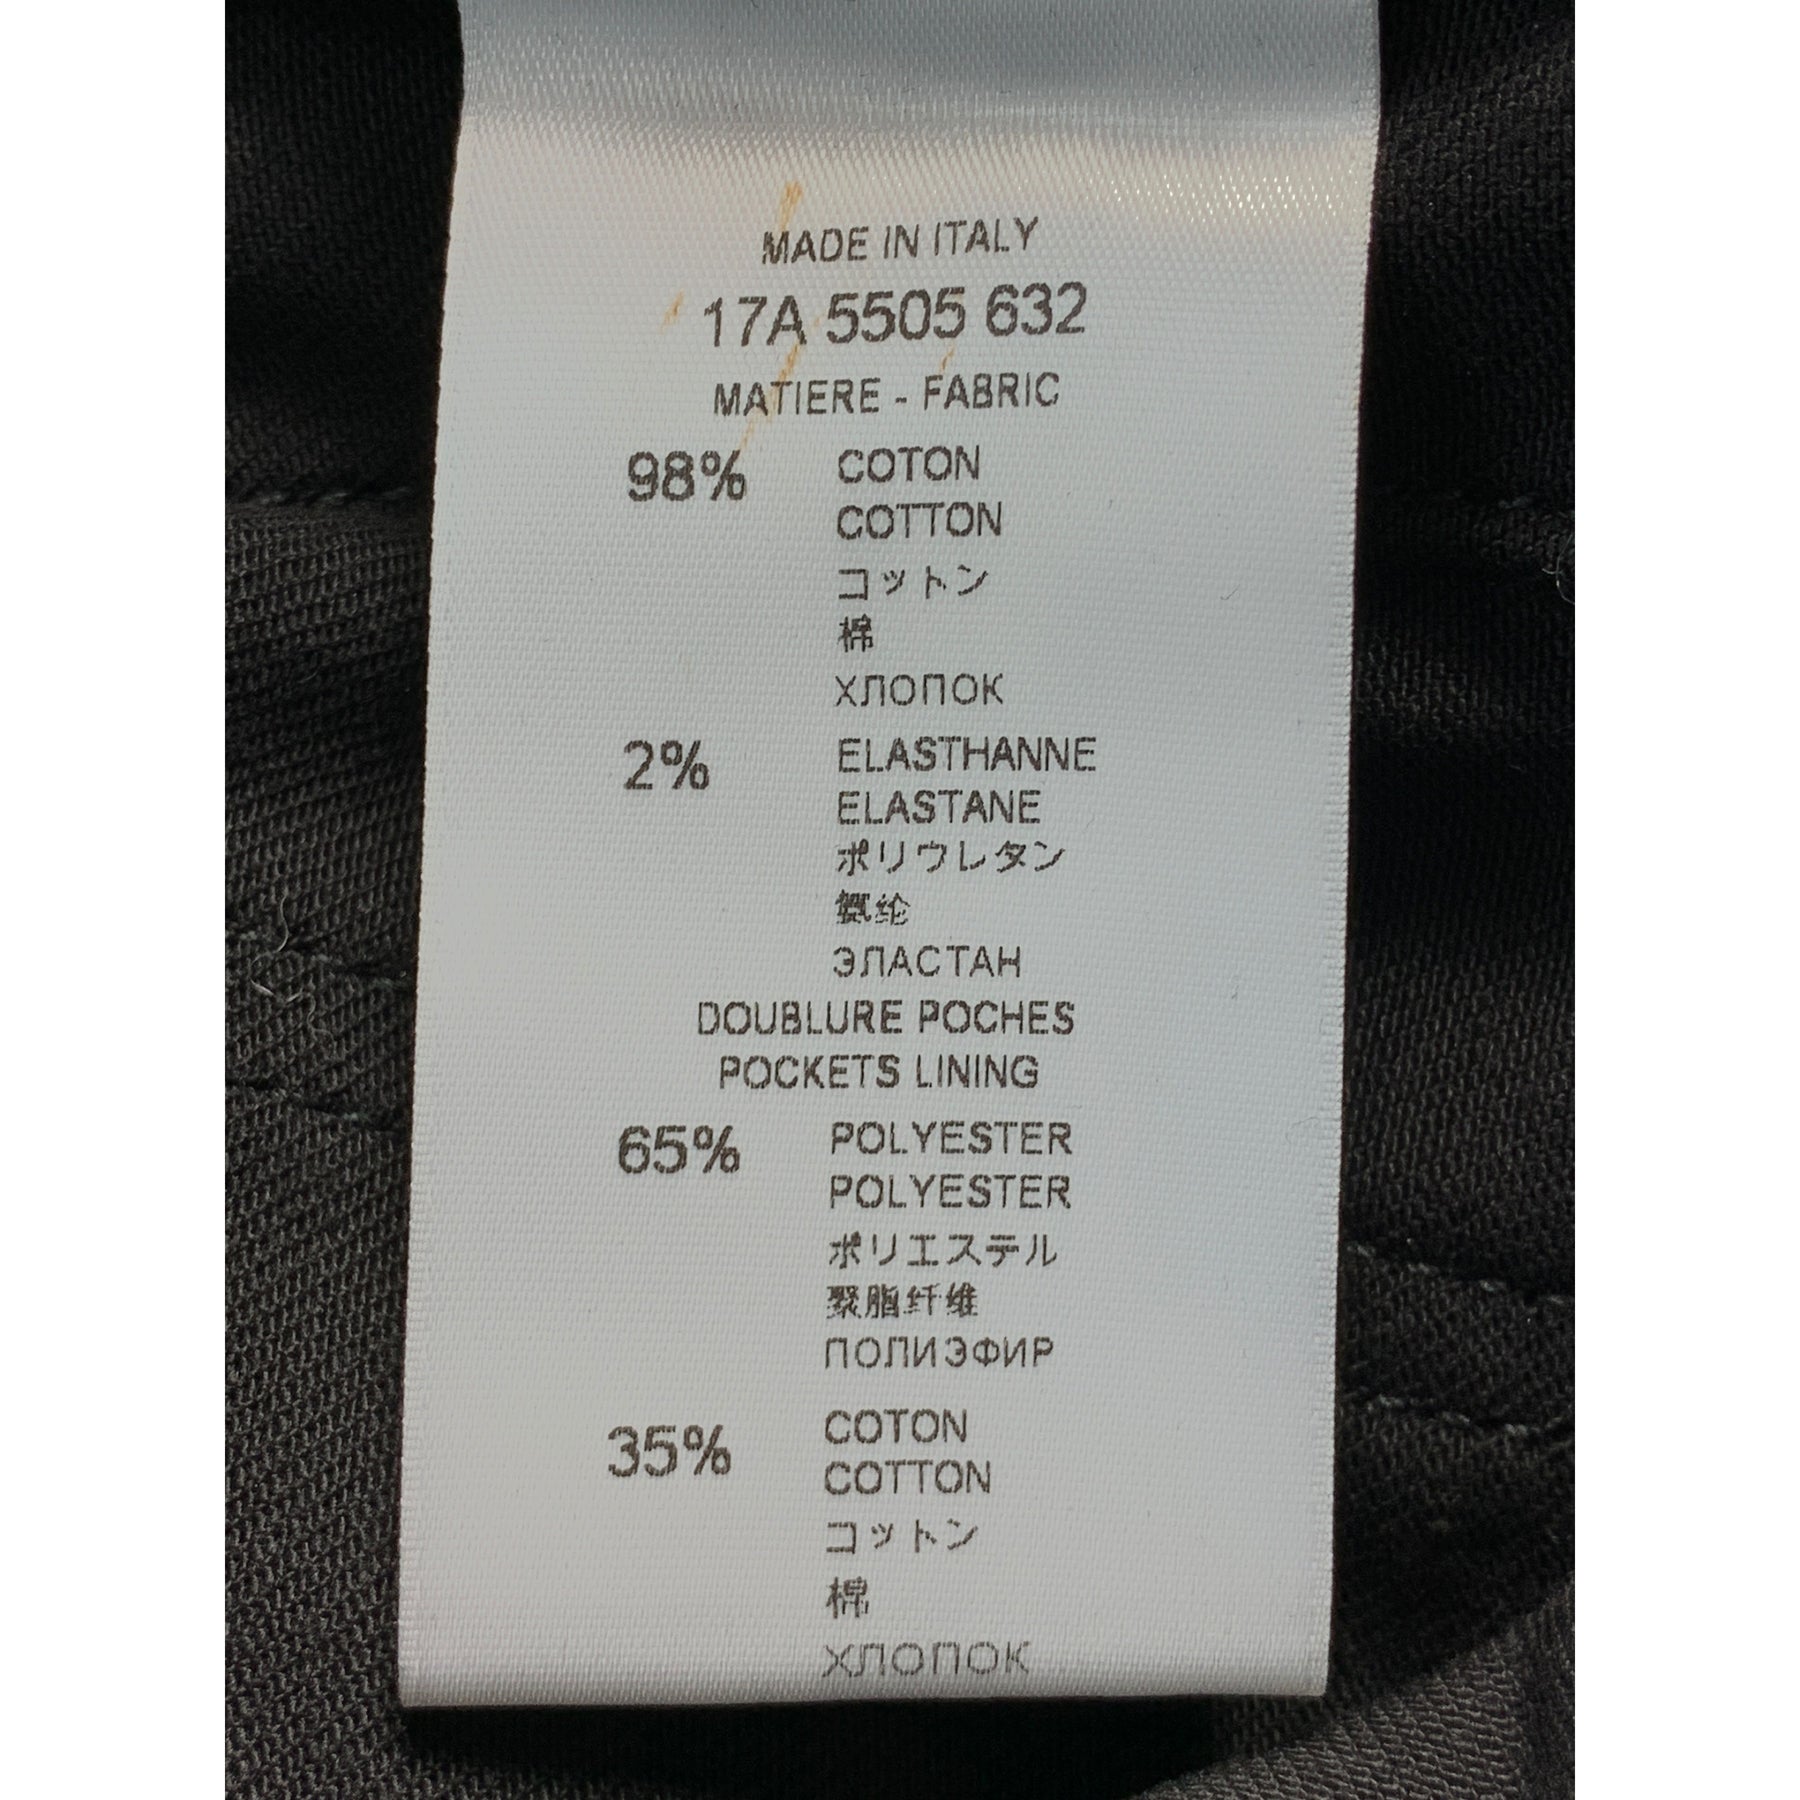 MADE IN ITALY
17A 5505 632
MATIERE - FABRIC
98% COTON
COTTON
コットン
棉
ХЛОПОК
2% ELASTHANNE
ELASTANE
ポリウレタン
氨纶
ЭЛАСТАН
DOUBLURE POCHES
POCKETS LINING
65% POLYESTER
POLYESTER
ポリエステル
聚脂纤维
ПОЛИЭФИР
35% COTON
COTTON
コットン
棉
ХЛОПОК